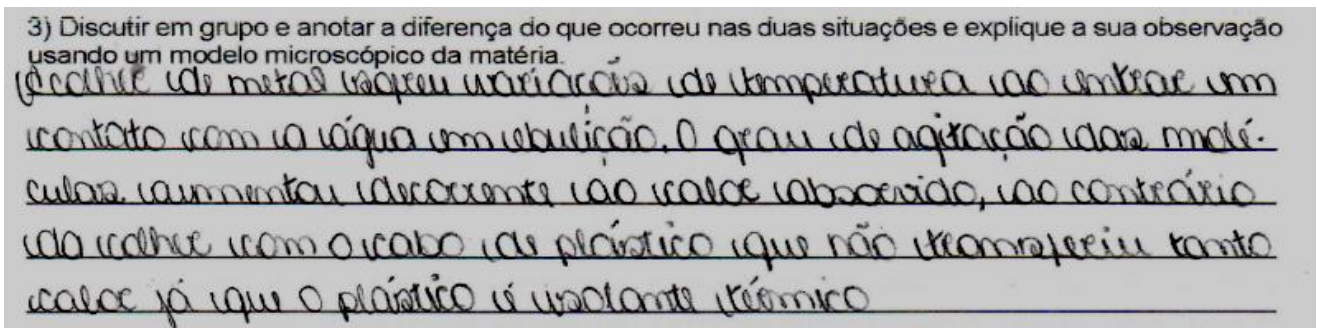 3) Discutir em grupo e anotar a diferença do que ocorreu nas duas situações e explique a sua observação
usando um modelo microscópico da matéria.
A colher de metal sofreu variações de temperatura ao entrar em
contato com a água em ebulição. O grau de agitação das molé-
culas aumentou decorrente ao calor absorvido, ao contrário
da colher com o cabo de plástico que não transferiu tanto
calor já que o plástico é isolante térmico